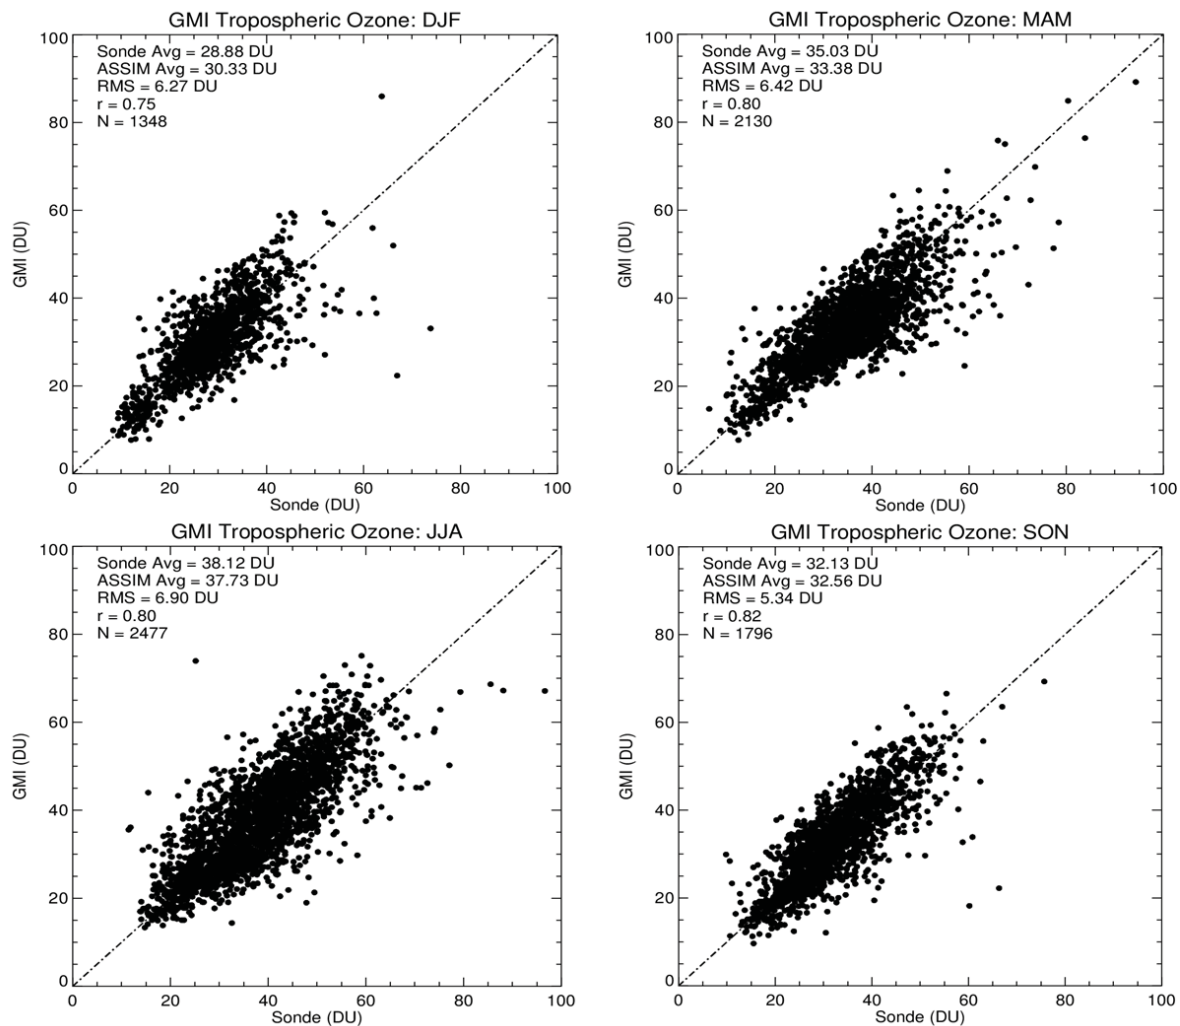 GMI Tropospheric Ozone: DJF
Sonde Avg = 28.88 DU
ASSIM Avg = 30.33 DU
RMS = 6.27 DU
r = 0.75
N = 1348
100
80
60
40
20
0
GMI (DU)
0 20 40 60 80 100
Sonde (DU)
GMI Tropospheric Ozone: MAM
Sonde Avg = 35.03 DU
ASSIM Avg = 33.38 DU
RMS = 6.42 DU
r = 0.80
N = 2130
100
80
60
40
20
0
GMI (DU)
0 20 40 60 80 100
Sonde (DU)
GMI Tropospheric Ozone: JJA
Sonde Avg = 38.12 DU
ASSIM Avg = 37.73 DU
RMS = 6.90 DU
r = 0.80
N = 2477
100
80
60
40
20
0
GMI (DU)
0 20 40 60 80 100
Sonde (DU)
GMI Tropospheric Ozone: SON
Sonde Avg = 32.13 DU
ASSIM Avg = 32.56 DU
RMS = 5.34 DU
r = 0.82
N = 1796
100
80
60
40
20
0
GMI (DU)
0 20 40 60 80 100
Sonde (DU)